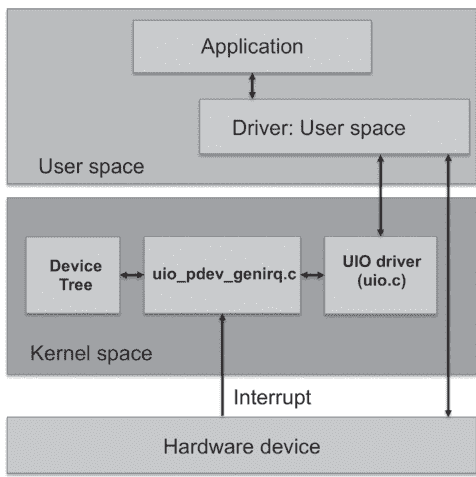 Application
Driver: User space
User space
Device
Tree
uio_pdev_genirq.c
UIO driver
(uio.c)
Kernel space
Interrupt
Hardware device